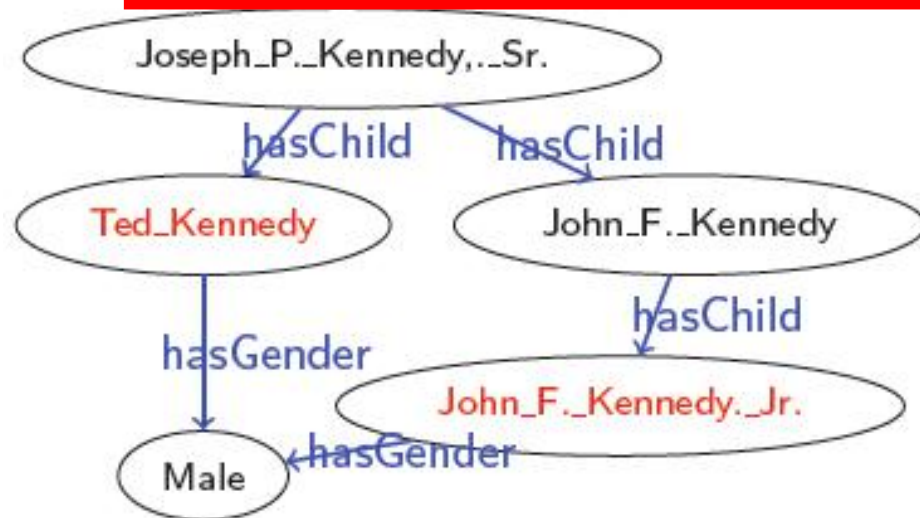 Joseph_P._Kennedy,._Sr.
hasChild
hasChild
Ted_Kennedy
John_F._Kennedy
hasChild
hasGender
John_F._Kennedy._Jr.
hasGender
Male